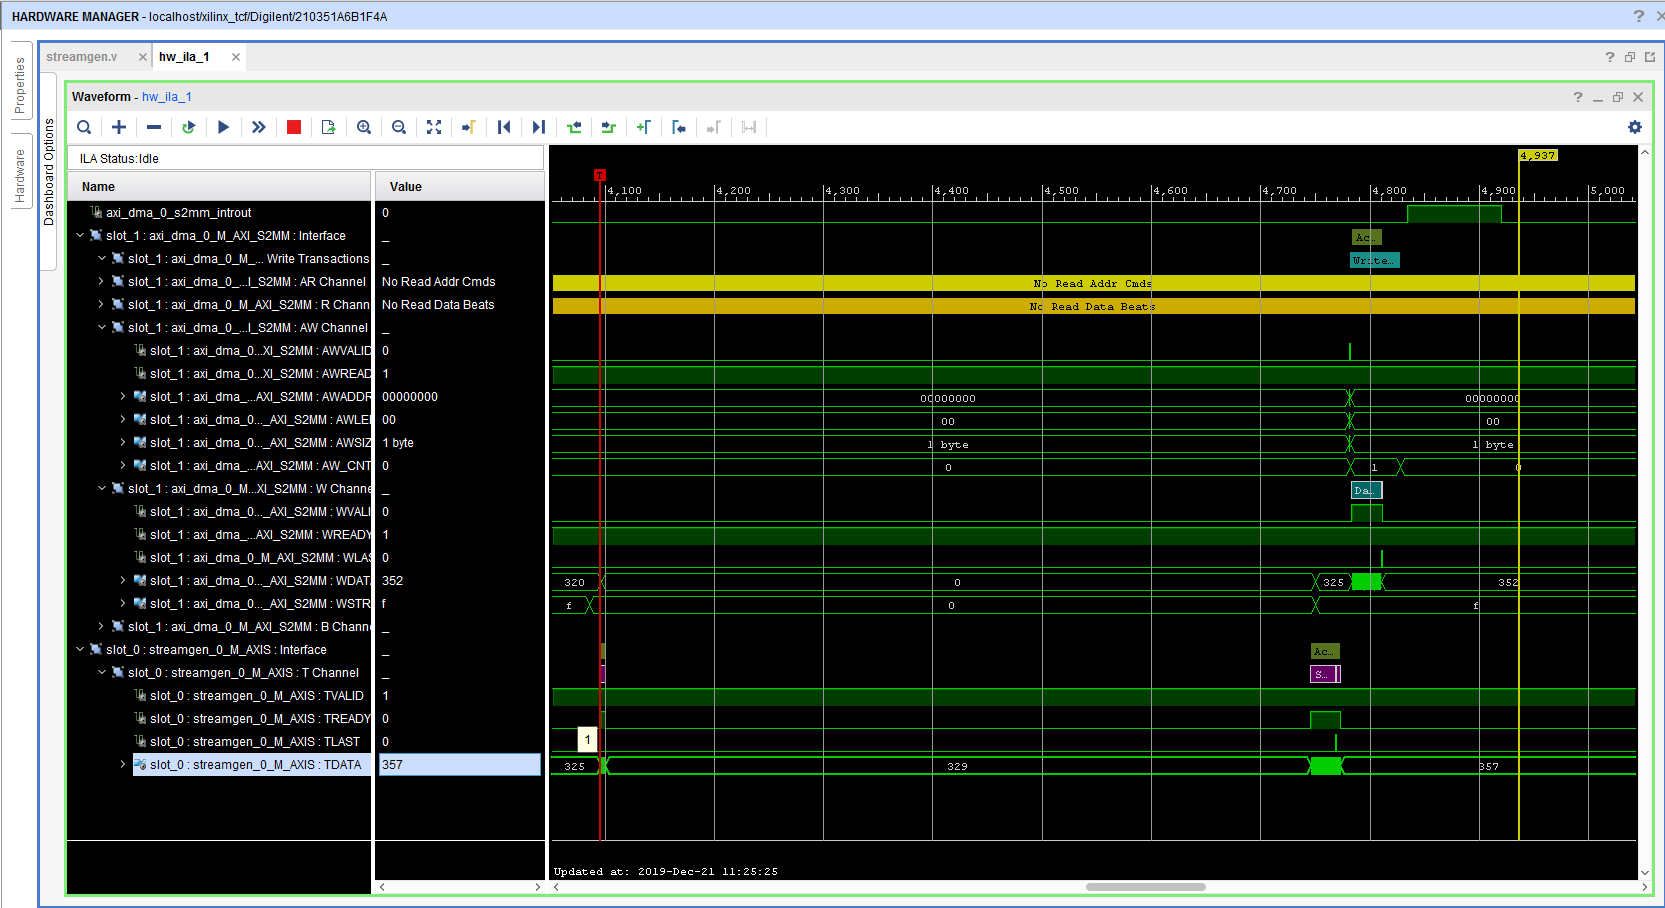 HARDWARE MANAGER - localhost/xilinx_tcf/Digilent/210351A6B1F4A
Properties
Hardware
Dashboard Options
streamgen.v
hw_ila_1
Waveform - hw_ila_1
ILA Status:Idle
Name Value
4,937
T
4,100 4,200 4,300 4,400 4,500 4,600 4,700 4,800 4,900 5,000
axi_dma_0_s2mm_introut 0
slot_1 : axi_dma_0_M_AXI_S2MM : Interface _ Ac...
slot_1 : axi_dma_0_M_... Write Transactions _ Write...
slot_1 : axi_dma_0_...I_S2MM : AR Channel No Read Addr Cmds No Read Addr Cmds
slot_1 : axi_dma_0_M_AXI_S2MM : R Chann No Read Data Beats No Read Data Beats
slot_1 : axi_dma_0_...I_S2MM : AW Channel _
slot_1 : axi_dma_0...XI_S2MM : AWVALID 0
slot_1 : axi_dma_0...XI_S2MM : AWREAD 1
slot_1 : axi_dma_0..._AXI_S2MM : AWADDR 00000000 00000000 00000000
slot_1 : axi_dma_0..._AXI_S2MM : AWLE 00 00 00
slot_1 : axi_dma_0..._AXI_S2MM : AWSIZ 1 byte 1 byte 1 byte
slot_1 : axi_dma_0..._AXI_S2MM : AW_CNT 0 0 1 0
slot_1 : axi_dma_0_M...XI_S2MM : W Channe _ Da...
slot_1 : axi_dma_0..._AXI_S2MM : WVALI 0
slot_1 : axi_dma_0..._AXI_S2MM : WREADY 1
slot_1 : axi_dma_0_M_AXI_S2MM : WLAS 0
slot_1 : axi_dma_0..._AXI_S2MM : WDAT 352 320 0 325 352
slot_1 : axi_dma_0..._AXI_S2MM : WSTR f f 0 f
slot_1 : axi_dma_0_M_AXI_S2MM : B Chann _
slot_0 : streamgen_0_M_AXIS : Interface _ Ac...
slot_0 : streamgen_0_M_AXIS : T Channel _ S...
slot_0 : streamgen_0_M_AXIS : TVALID 1
slot_0 : streamgen_0_M_AXIS : TREADY 0
slot_0 : streamgen_0_M_AXIS : TLAST 0 1
slot_0 : streamgen_0_M_AXIS : TDATA 357 325 329 357
Updated at: 2019-Dec-21 11:25:25